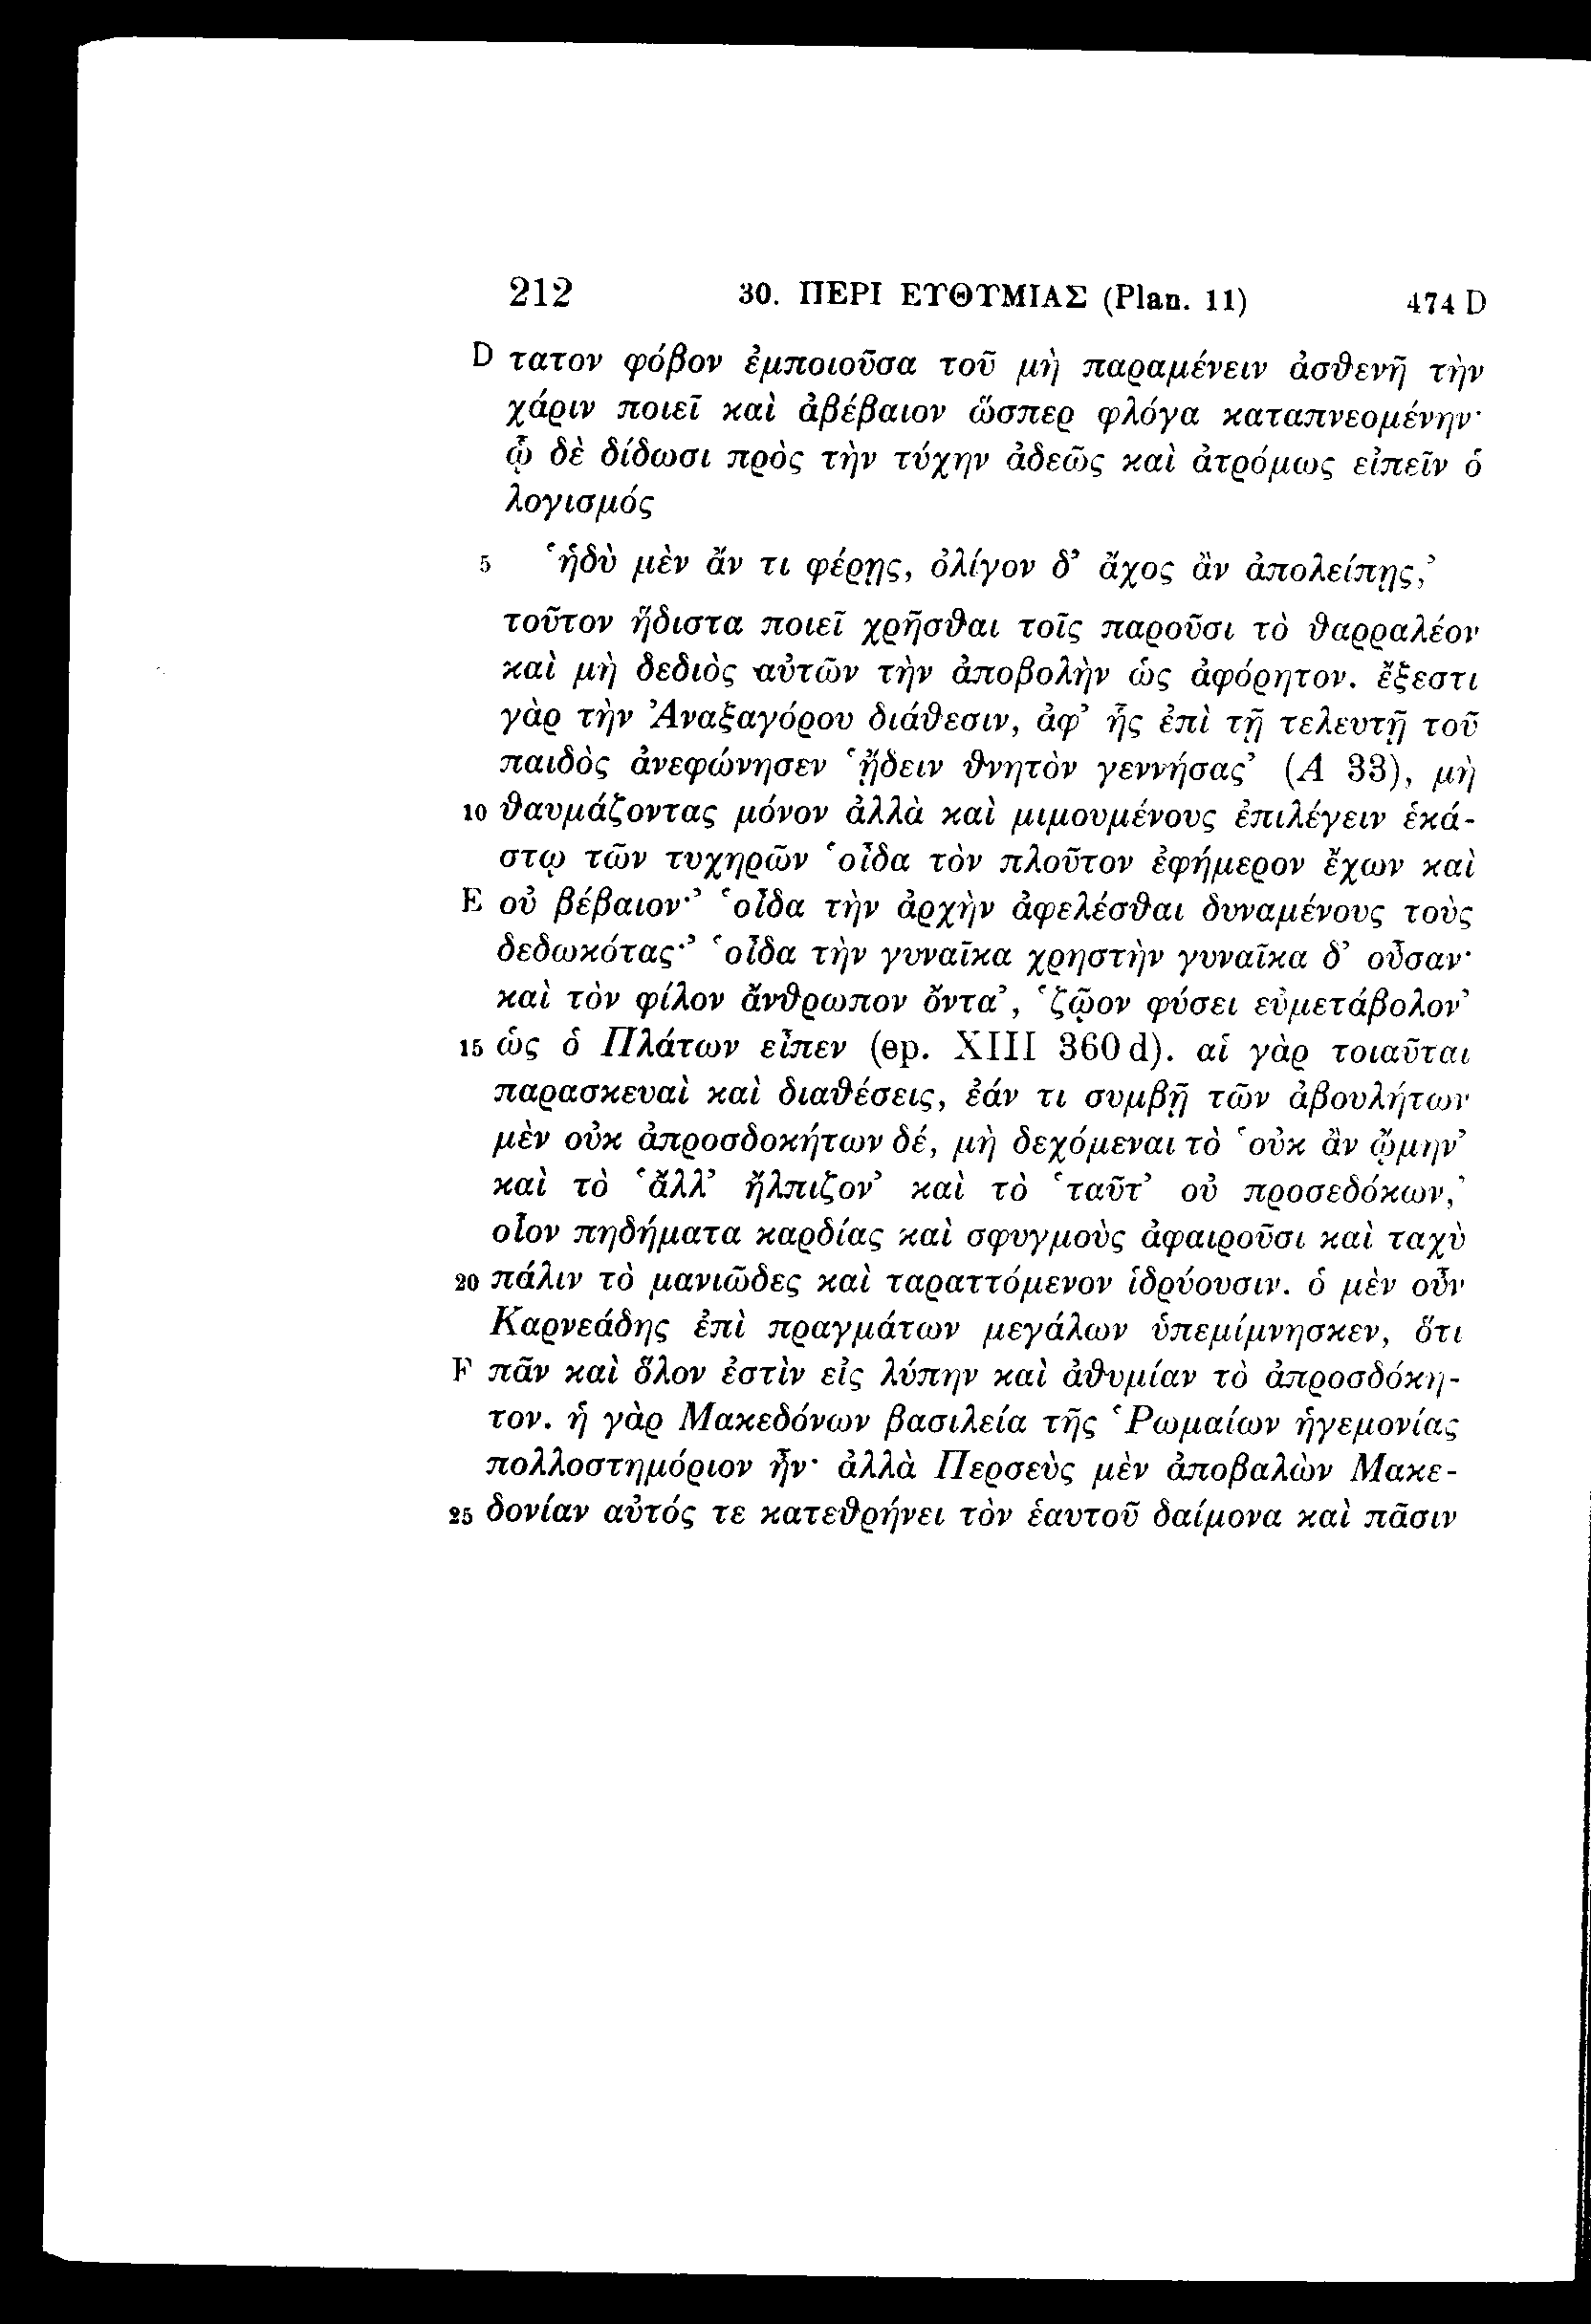 212 30. ΠΕΡΙ ΕΥΘΥΜΙΑΣ (Plan. 11) 474 D
D τατον φόβον ἐμποιοῦσα τοῦ μὴ παραμένειν ἀσθενῆ τὴν
χάριν ποιεῖ καὶ ἀβέβαιον ὥσπερ φλόγα καταπνεομένην·
ᾧ δὲ δίδωσι πρὸς τὴν τύχην ἀδεῶς καὶ ἀτρόμως εἰπεῖν ὁ
λογισμός
5 ‘ἡδὺ μὲν ἄν τι φέρῃς, ὀλίγον δ’ ἄχος ἂν ἀπολείπῃς,’
τοῦτον ἥδιστα ποιεῖ χρῆσθαι τοῖς παροῦσι τὸ θαρραλέον
καὶ μὴ δεδιὸς αὐτῶν τὴν ἀποβολὴν ὡς ἀφόρητον. ἔξεστι
γὰρ τὴν Ἀναξαγόρου διάθεσιν, ἀφ’ ἧς ἐπὶ τῇ τελευτῇ τοῦ
παιδὸς ἀνεφώνησεν ‘ᾔδειν θνητὸν γεννήσας’ (A 33), μὴ
10 θαυμάζοντας μόνον ἀλλὰ καὶ μιμουμένους ἐπιλέγειν ἑκά-
στῳ τῶν τυχηρῶν ‘οἶδα τὸν πλοῦτον ἐφήμερον ἔχων καὶ
E οὐ βέβαιον·’ ‘οἶδα τὴν ἀρχὴν ἀφελέσθαι δυναμένους τοὺς
δεδωκότας·’ ‘οἶδα τὴν γυναῖκα χρηστὴν γυναῖκα δ’ οὖσαν·
καὶ τὸν φίλον ἄνθρωπον ὄντα’, ‘ζῷον φύσει εὐμετάβολον’
15 ὡς ὁ Πλάτων εἶπεν (ep. XIII 360 d). αἱ γὰρ τοιαῦται
παρασκευαὶ καὶ διαθέσεις, ἐάν τι συμβῇ τῶν ἀβουλήτων
μὲν οὐκ ἀπροσδοκήτων δέ, μὴ δεχόμεναι τὸ ‘οὐκ ἂν ᾤμην’
καὶ τὸ ‘ἄλλ’ ἤλπιζον’ καὶ τὸ ‘ταῦτ’ οὐ προσεδόκων,’
οἷον πηδήματα καρδίας καὶ σφυγμοὺς ἀφαιροῦσι καὶ ταχὺ
20 πάλιν τὸ μανιῶδες καὶ ταραττόμενον ἱδρύουσιν. ὁ μὲν οὖν
Καρνεάδης ἐπὶ πραγμάτων μεγάλων ὑπεμίμνησκεν, ὅτι
F πᾶν καὶ ὅλον ἐστὶν εἰς λύπην καὶ ἀθυμίαν τὸ ἀπροσδόκη-
τον. ἡ γὰρ Μακεδόνων βασιλεία τῆς Ῥωμαίων ἡγεμονίας
πολλοστημόριον ἦν· ἀλλὰ Περσεὺς μὲν ἀποβαλὼν Μακε-
25 δονίαν αὐτός τε κατεθρήνει τὸν ἑαυτοῦ δαίμονα καὶ πᾶσιν